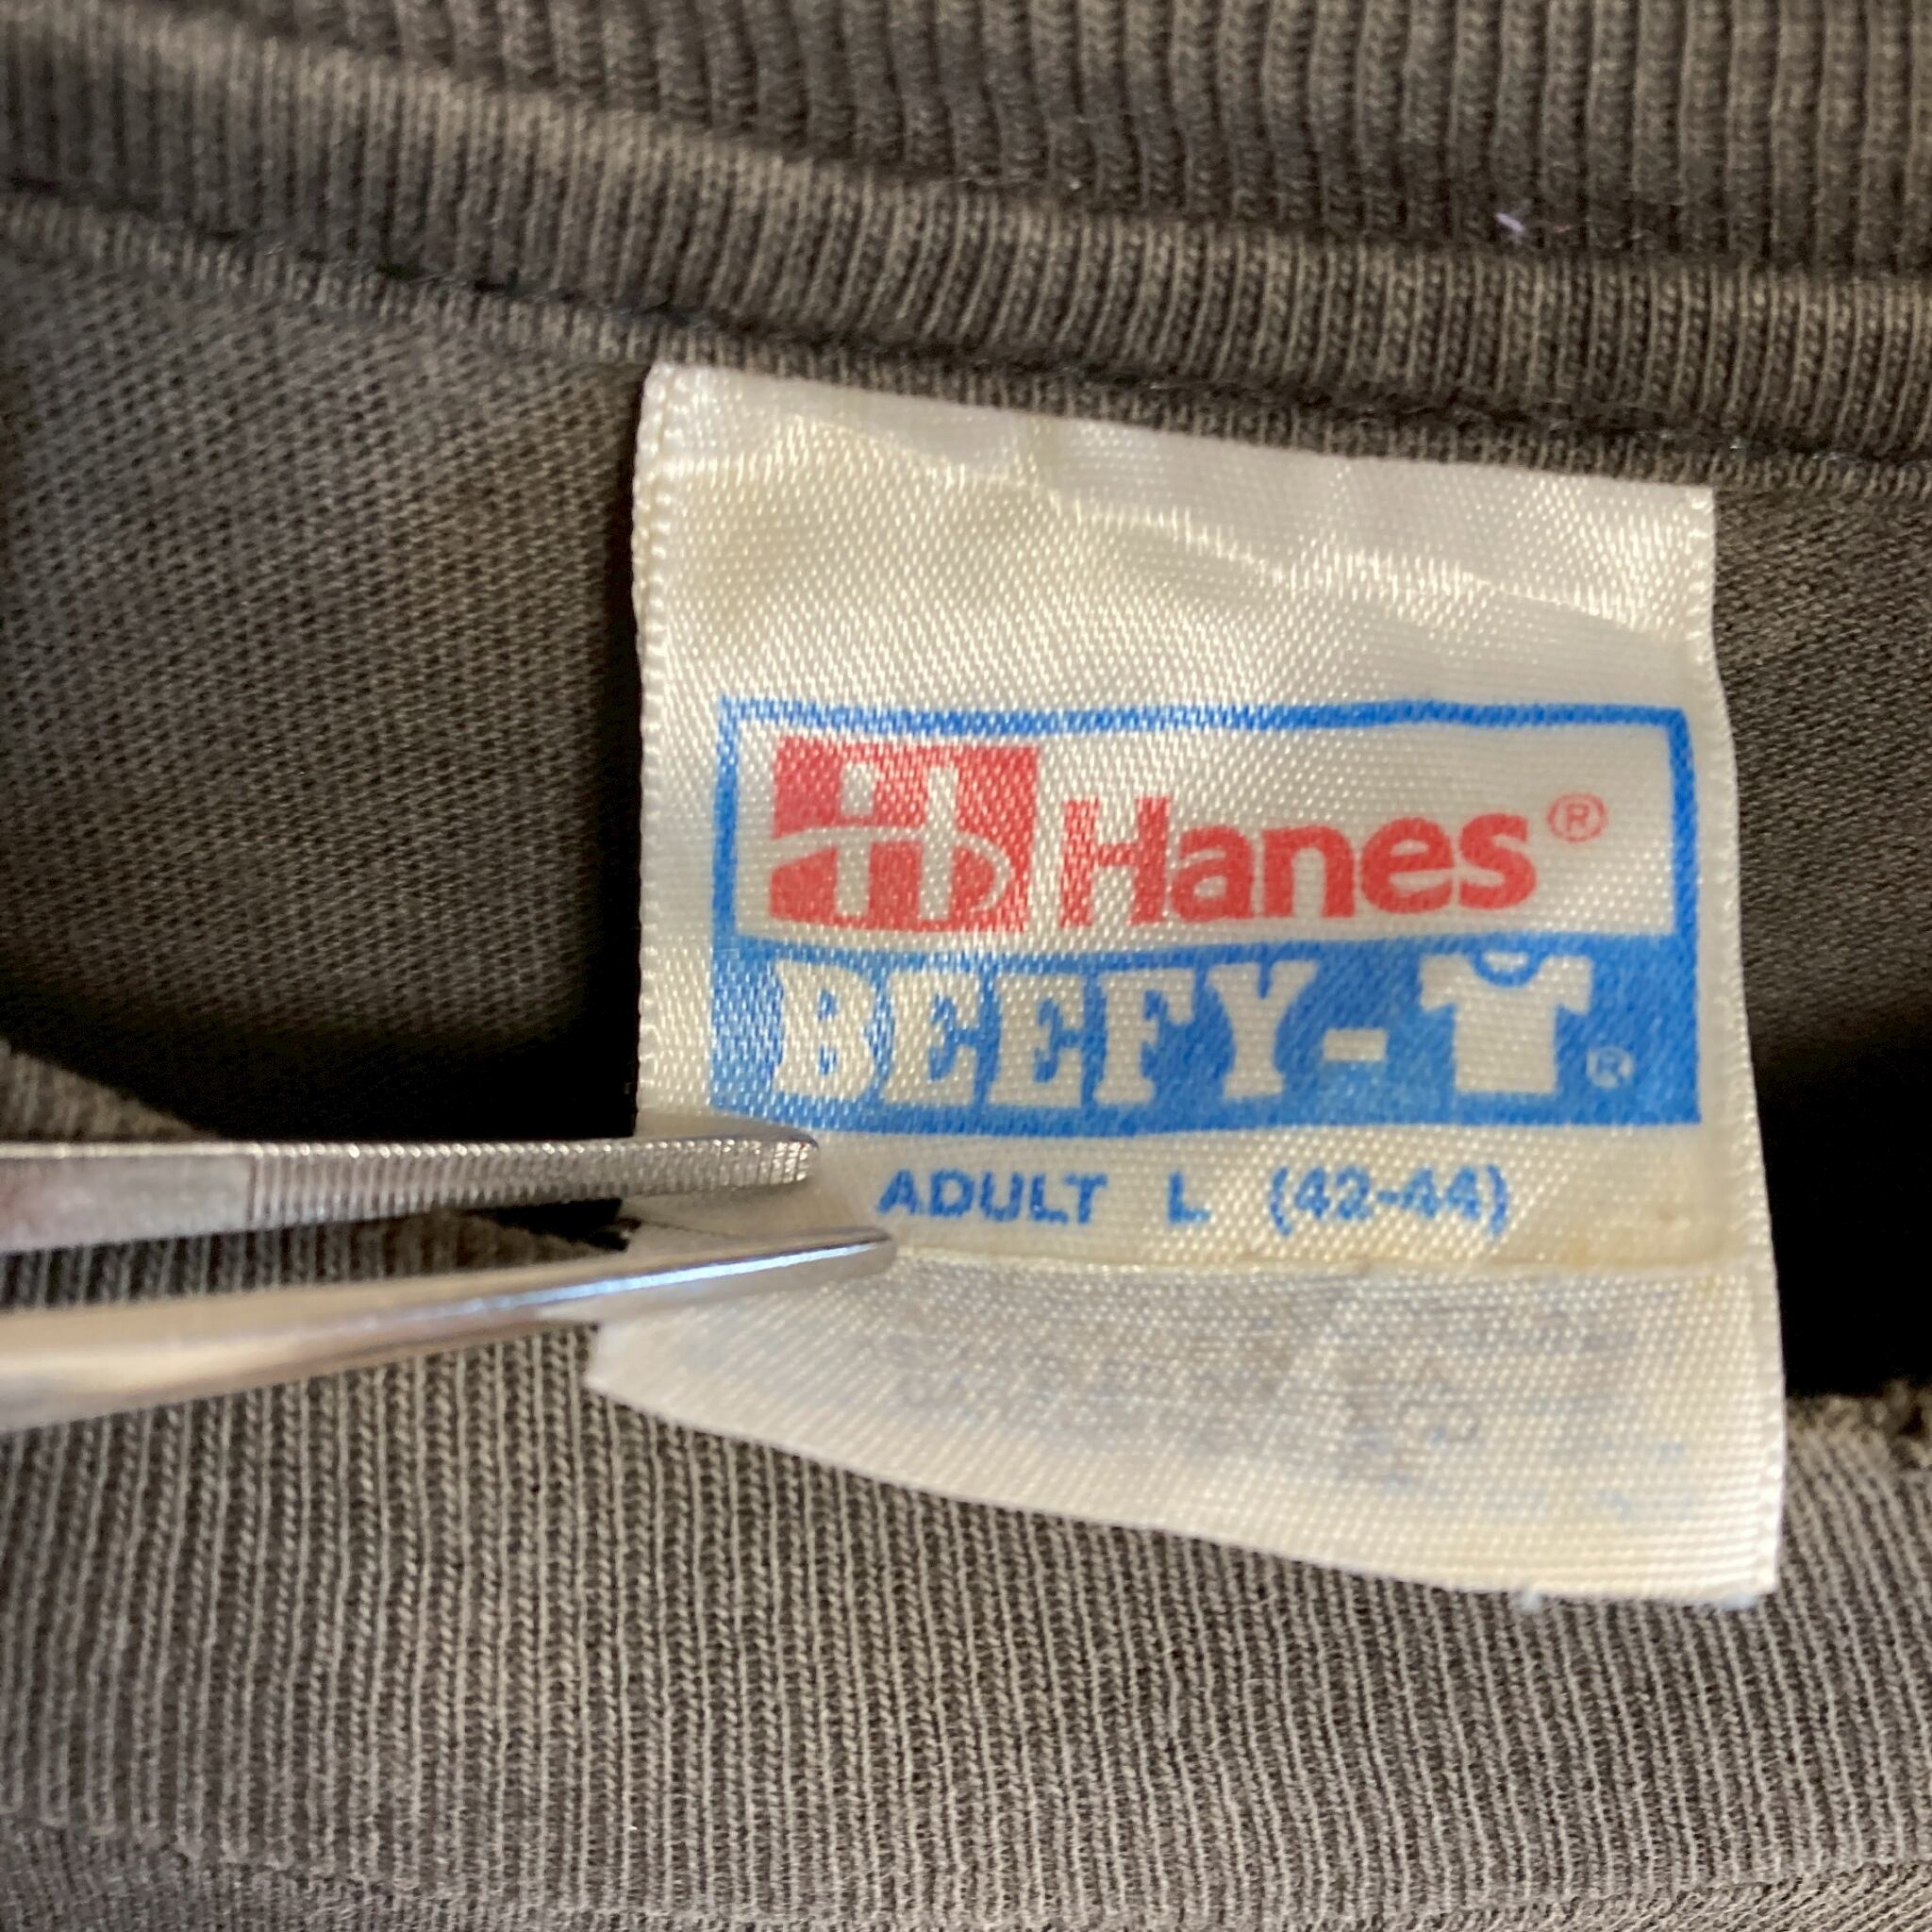 Hanes®
BEEFY-T®
ADULT L (42-44)